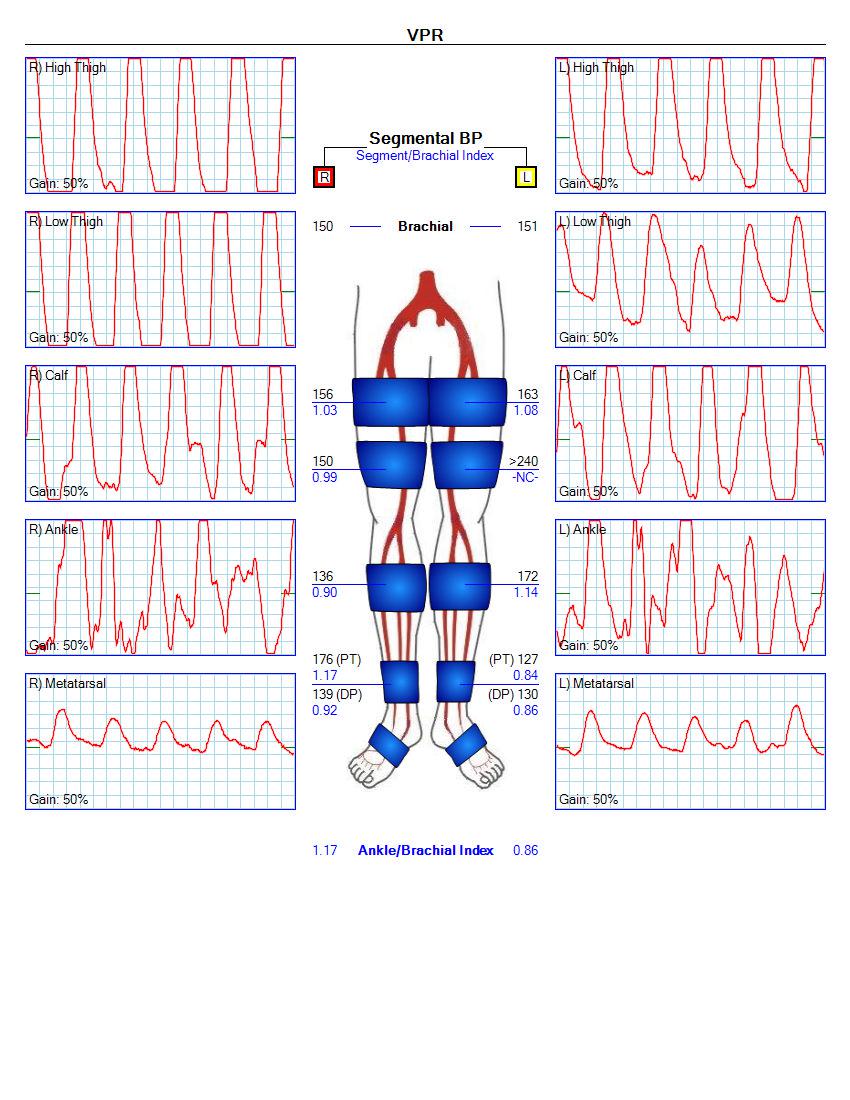 VPR
R) High Thigh
Gain: 50%
L) High Thigh
Gain: 50%
Segmental BP
Segment/Brachial Index
R
L
150 Brachial 151
R) Low Thigh
Gain: 50%
L) Low Thigh
Gain: 50%
R) Calf
Gain: 50%
156
1.03
163
1.08
150
0.99
>240
-NC-
L) Calf
Gain: 50%
R) Ankle
Gain: 50%
136
0.90
172
1.14
L) Ankle
Gain: 50%
176 (PT)
1.17
139 (DP)
0.92
(PT) 127
0.84
(DP) 130
0.86
R) Metatarsal
Gain: 50%
L) Metatarsal
Gain: 50%
1.17 Ankle/Brachial Index 0.86